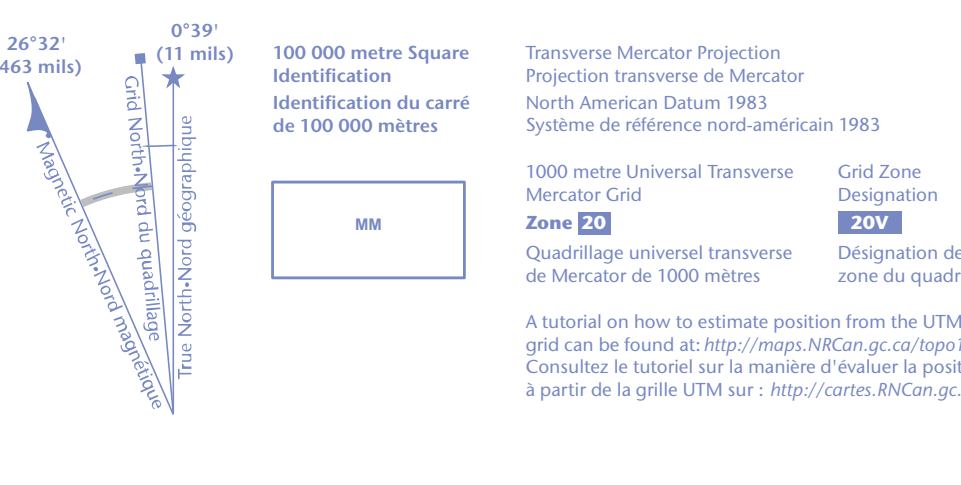 26°32'
463 mils)
0°39'
(11 mils)
Magnetic North•Nord magnétique
Grid North•Nord du quadrillage
True North•Nord géographique
100 000 metre Square
Identification
Identification du carré
de 100 000 mètres
MM
Transverse Mercator Projection
Projection transverse de Mercator
North American Datum 1983
Système de référence nord-américain 1983
1000 metre Universal Transverse
Mercator Grid
Zone 20
Quadrillage universel transverse
de Mercator de 1000 mètres
Grid Zone
Designation
20V
Désignation de
zone du quadr
A tutorial on how to estimate position from the UTM
grid can be found at: http://maps.NRCan.gc.ca/topo1
Consultez le tutoriel sur la manière d'évaluer la posit
à partir de la grille UTM sur : http://cartes.RNCan.gc.